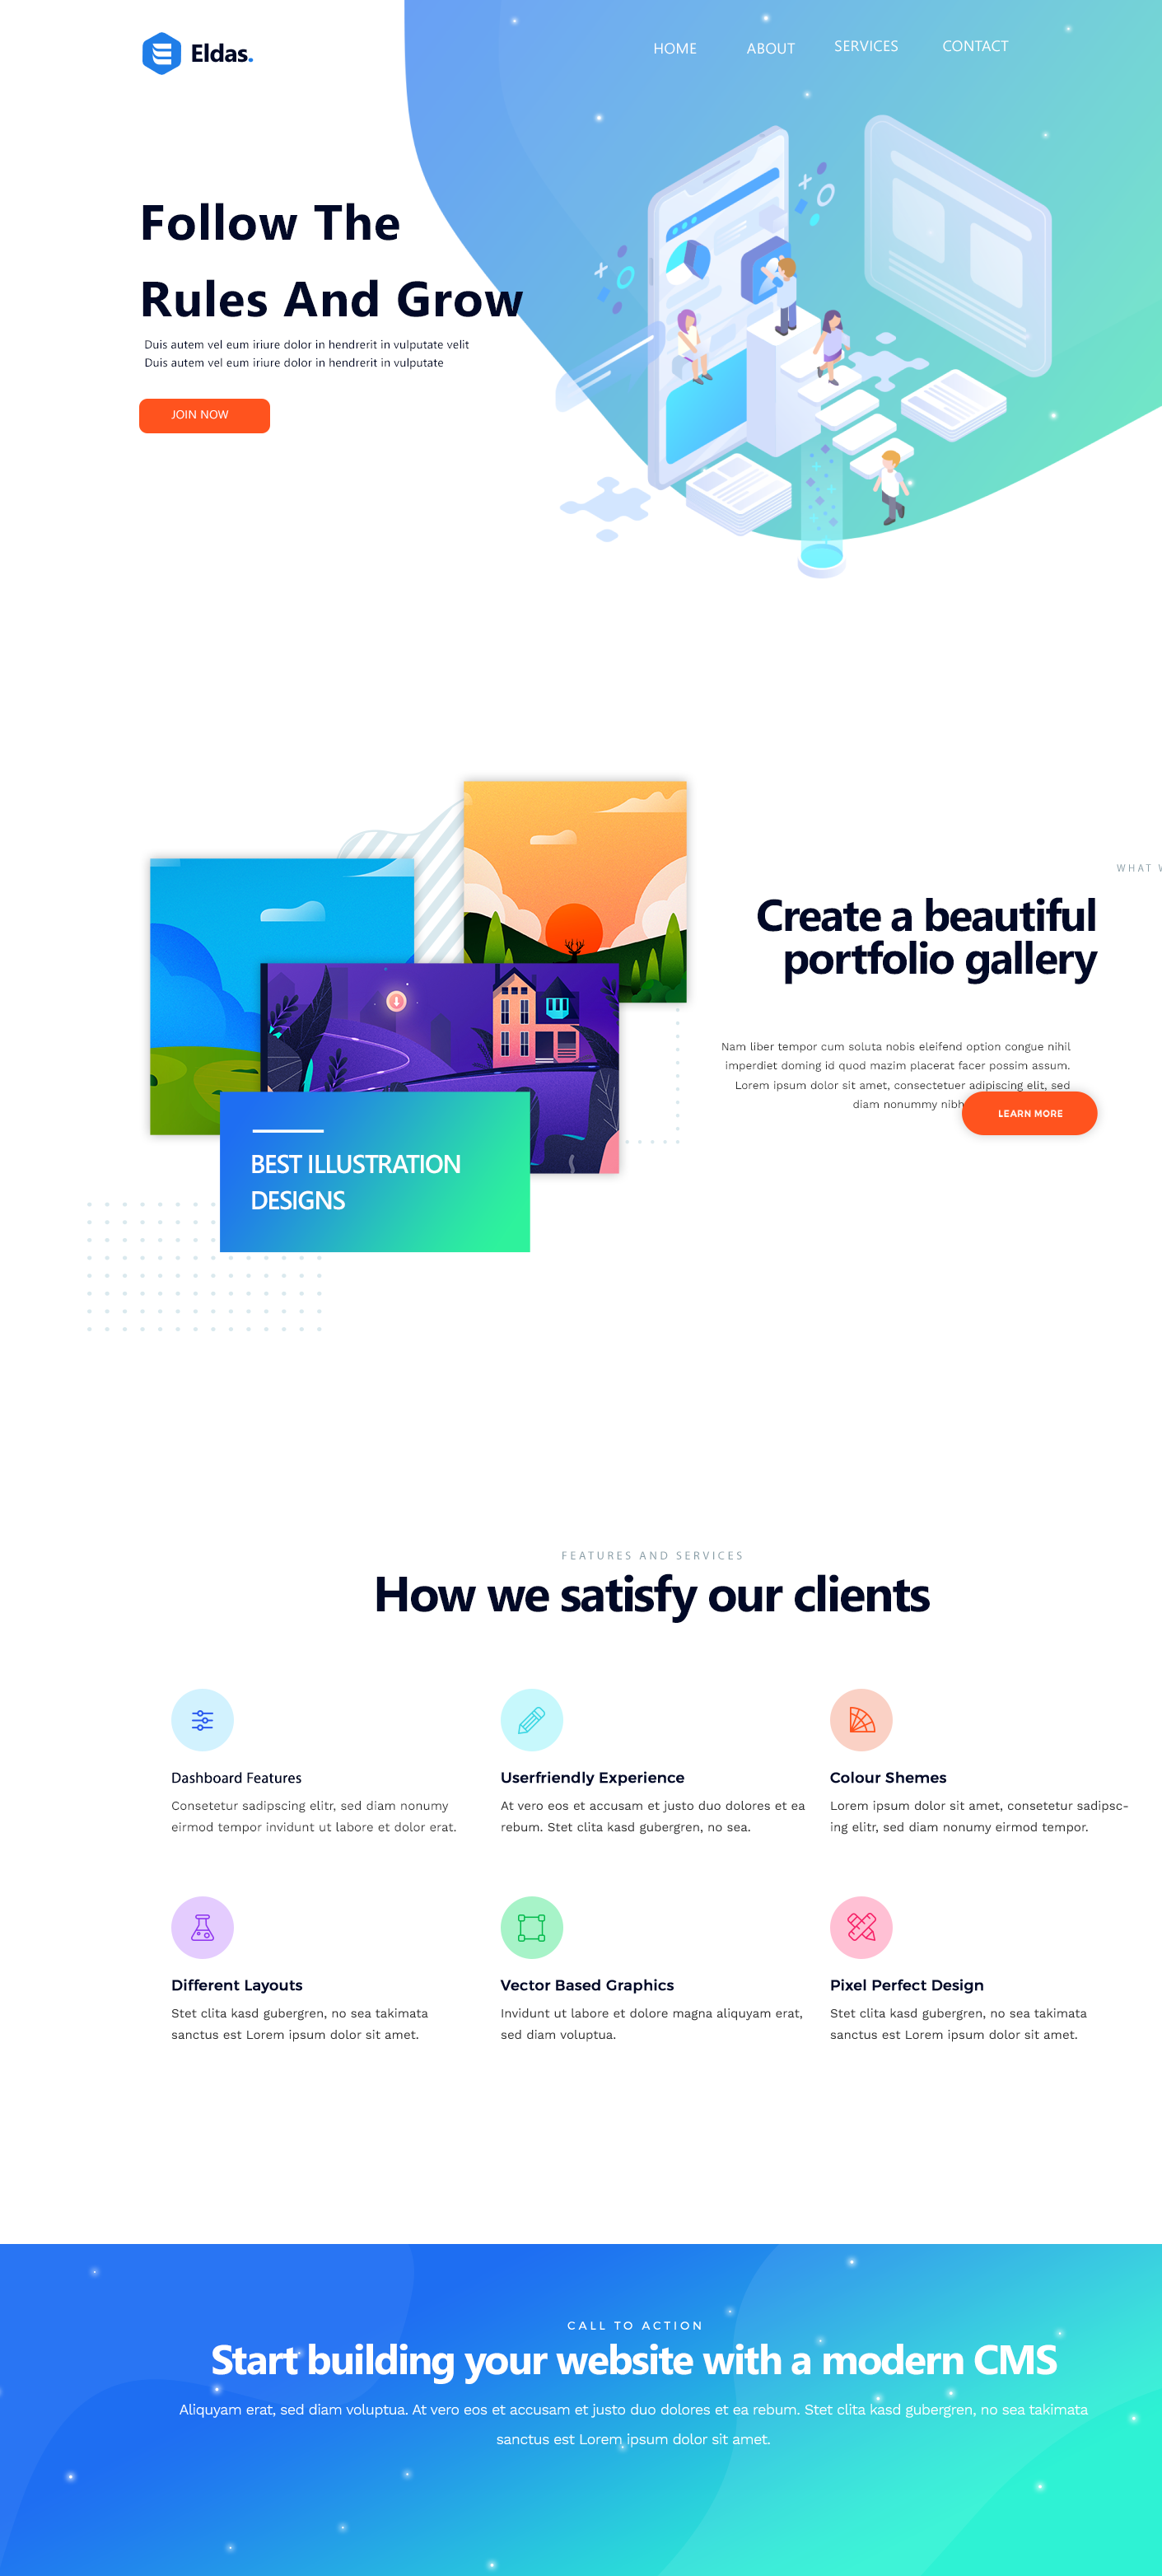 Eldas.
HOME ABOUT SERVICES CONTACT
Follow The
Rules And Grow
Duis autem vel eum iriure dolor in hendrerit in vulputate velit
Duis autem vel eum iriure dolor in hendrerit in vulputate
JOIN NOW
WHAT
Create a beautiful
portfolio gallery
Nam liber tempor cum soluta nobis eleifend option congue nihil
imperdiet doming id quod mazim placerat facer possim assum.
Lorem ipsum dolor sit amet, consectetuer adipiscing elit, sed
diam nonummy nibh
LEARN MORE
BEST ILLUSTRATION
DESIGNS
FEATURES AND SERVICES
How we satisfy our clients
Dashboard Features
Consetetur sadipscing elitr, sed diam nonumy
eirmod tempor invidunt ut labore et dolor erat.
Userfriendly Experience
At vero eos et accusam et justo duo dolores et ea
rebum. Stet clita kasd gubergren, no sea.
Colour Shemes
Lorem ipsum dolor sit amet, consetetur sadipsc-
ing elitr, sed diam nonumy eirmod tempor.
Different Layouts
Stet clita kasd gubergren, no sea takimata
sanctus est Lorem ipsum dolor sit amet.
Vector Based Graphics
Invidunt ut labore et dolore magna aliquyam erat,
sed diam voluptua.
Pixel Perfect Design
Stet clita kasd gubergren, no sea takimata
sanctus est Lorem ipsum dolor sit amet.
CALL TO ACTION
Start building your website with a modern CMS
Aliquyam erat, sed diam voluptua. At vero eos et accusam et justo duo dolores et ea rebum. Stet clita kasd gubergren, no sea takimata
sanctus est Lorem ipsum dolor sit amet.